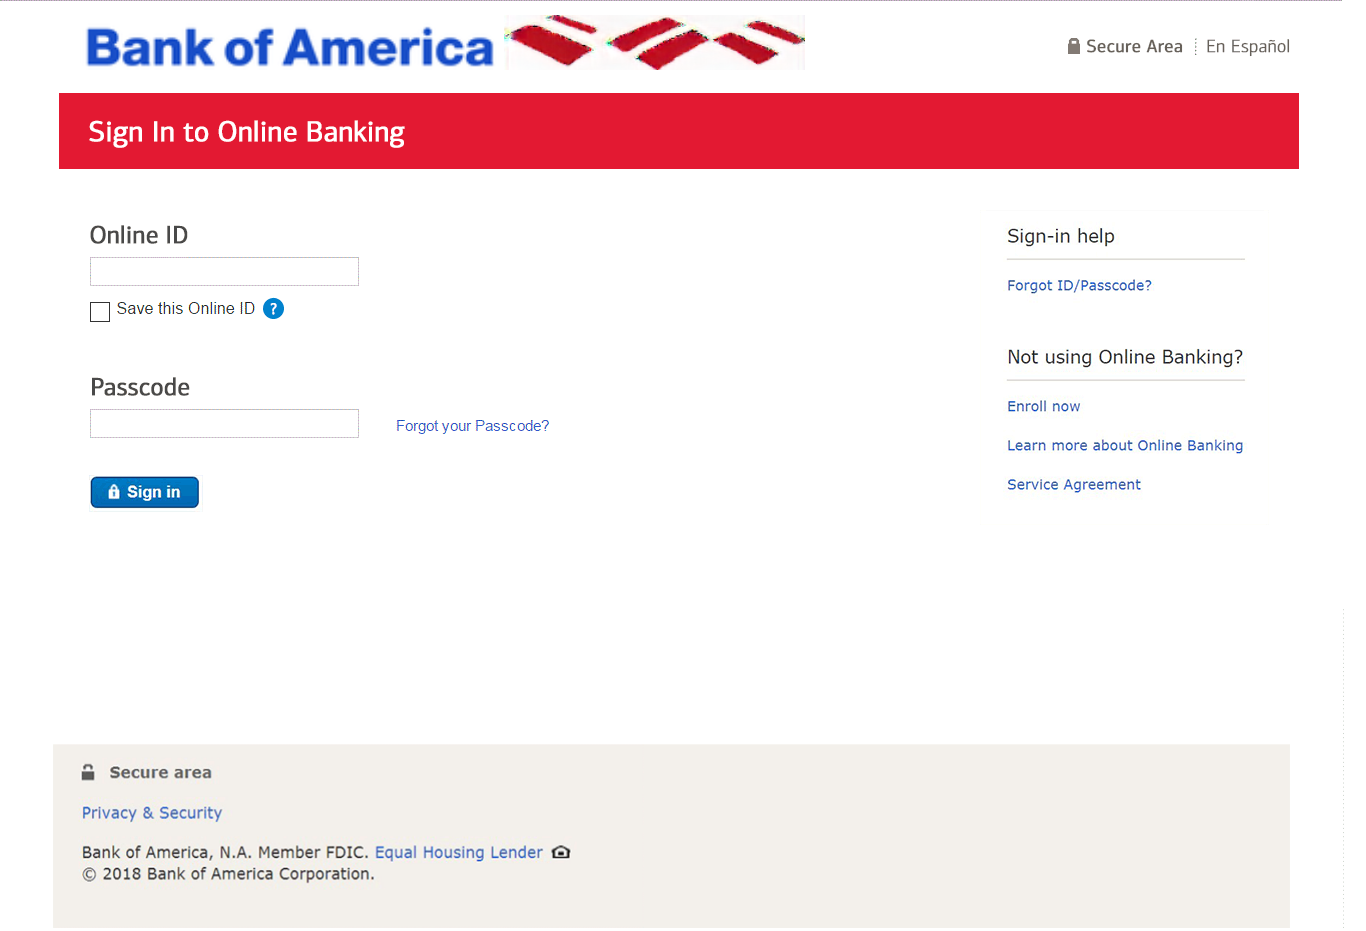 Bank of America
Secure Area
En Español
Sign In to Online Banking
Online ID
Save this Online ID ?
Passcode
Forgot your Passcode?
Sign in
Sign-in help
Forgot ID/Passcode?
Not using Online Banking?
Enroll now
Learn more about Online Banking
Service Agreement
Secure area
Privacy & Security
Bank of America, N.A. Member FDIC. Equal Housing Lender
© 2018 Bank of America Corporation.